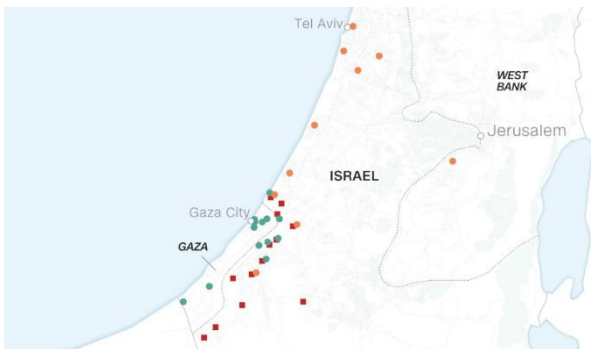 Tel Aviv
WEST
BANK
Jerusalem
ISRAEL
Gaza City
GAZA